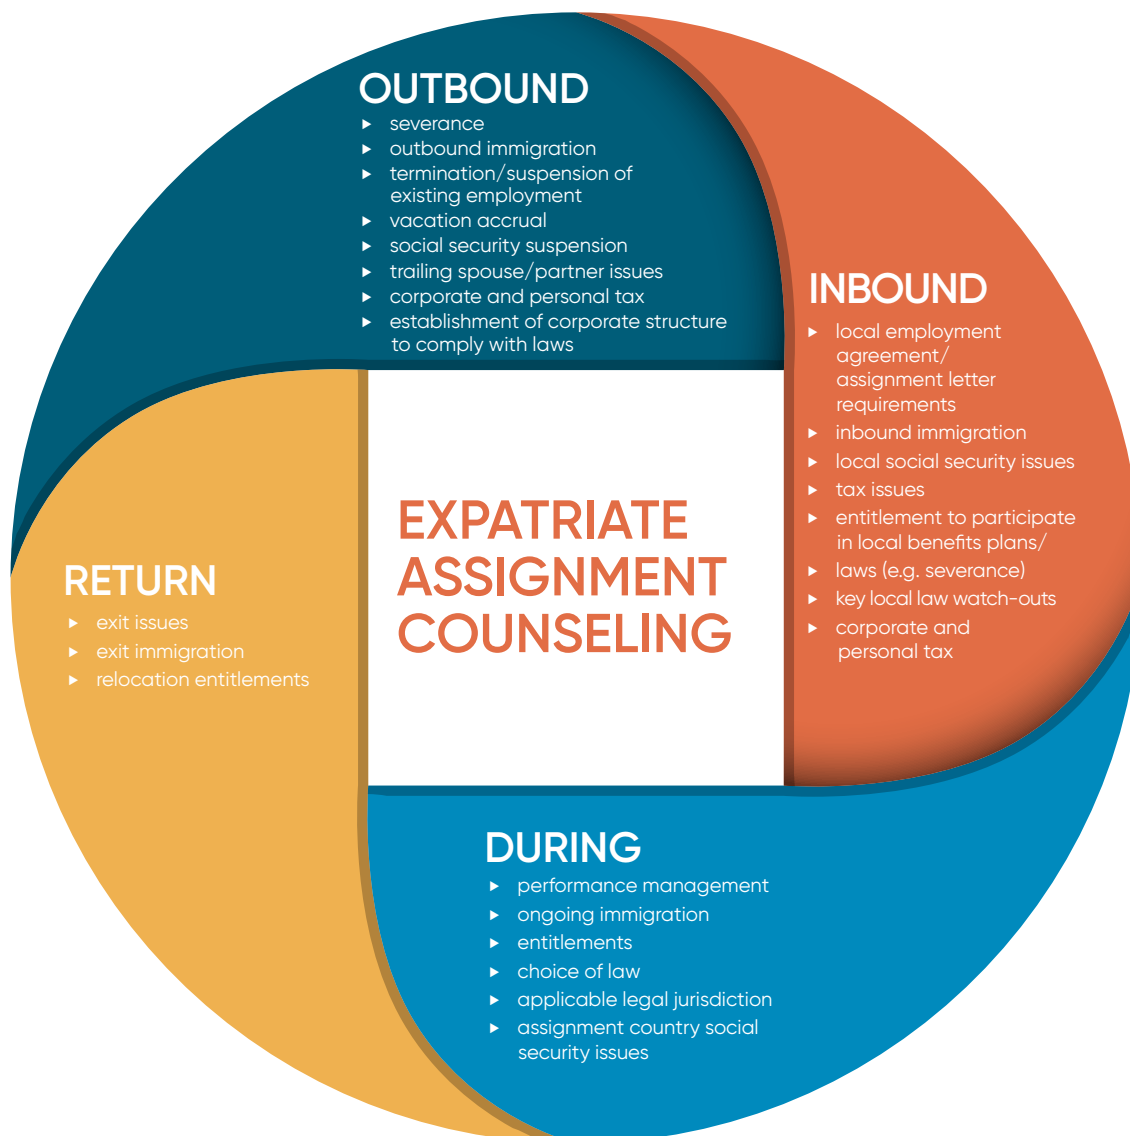 OUTBOUND
▸ severance
▸ outbound immigration
▸ termination/suspension of
existing employment
▸ vacation accrual
▸ social security suspension
▸ trailing spouse/partner issues
▸ corporate and personal tax
▸ establishment of corporate structure
to comply with laws
INBOUND
▸ local employment
agreement/
assignment letter
requirements
▸ inbound immigration
▸ local social security issues
▸ tax issues
▸ entitlement to participate
in local benefits plans/
▸ laws (e.g. severance)
▸ key local law watch-outs
▸ corporate and
personal tax
EXPATRIATE
ASSIGNMENT
COUNSELING
RETURN
▸ exit issues
▸ exit immigration
▸ relocation entitlements
DURING
▸ performance management
▸ ongoing immigration
▸ entitlements
▸ choice of law
▸ applicable legal jurisdiction
▸ assignment country social
security issues